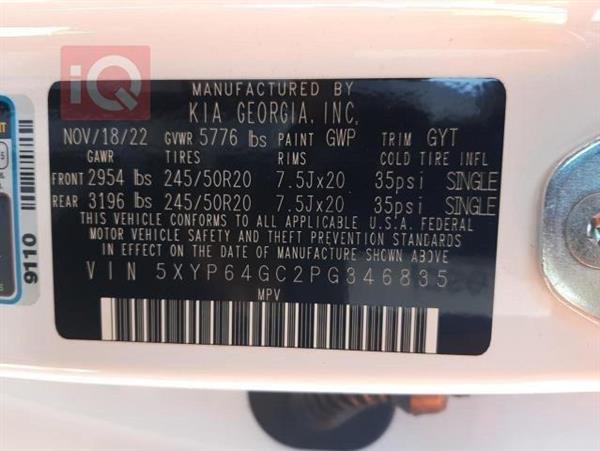 iQ
MANUFACTURED BY
KIA GEORGIA, INC.
NOV/18/22 GVWR 5776 lbs PAINT GWP TRIM GYT
GAWR TIRES RIMS COLD TIRE INFL
FRONT 2954 lbs 245/50R20 7.5Jx20 35psi SINGLE
REAR 3196 lbs 245/50R20 7.5Jx20 35psi SINGLE
THIS VEHICLE CONFORMS TO ALL APPLICABLE U.S.A. FEDERAL
MOTOR VEHICLE SAFETY AND THEFT PREVENTION STANDARDS
IN EFFECT ON THE DATE OF MANUFACTURE SHOWN ABOVE
VIN 5XYP64GC2PG346835
MPV
9110